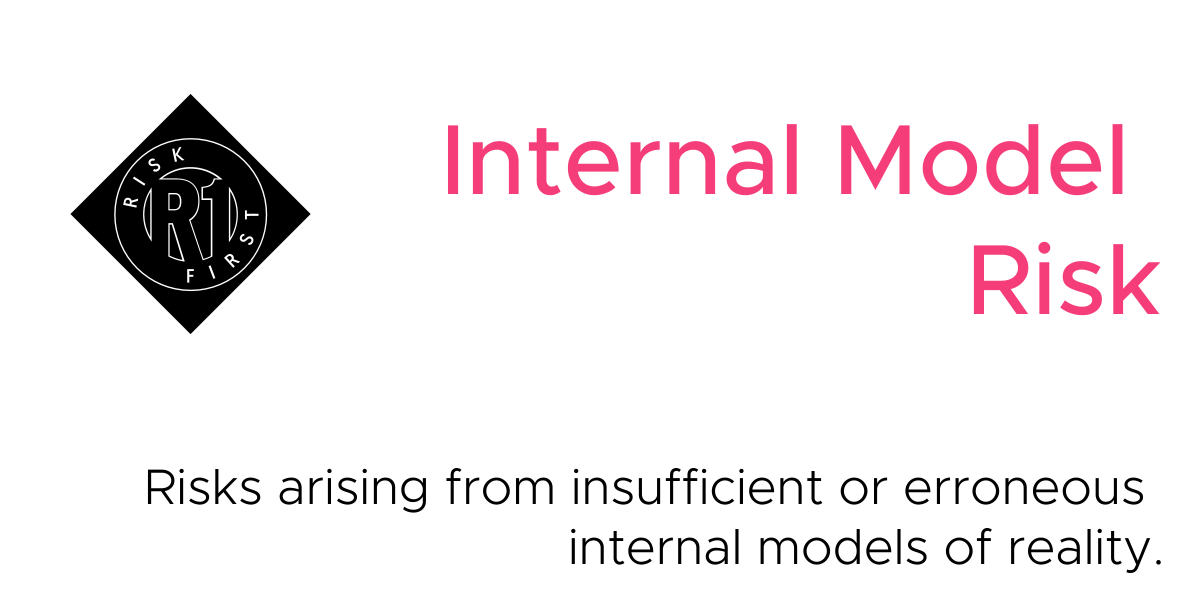 RISK
R1
FIRST
Internal Model
Risk
Risks arising from insufficient or erroneous
internal models of reality.